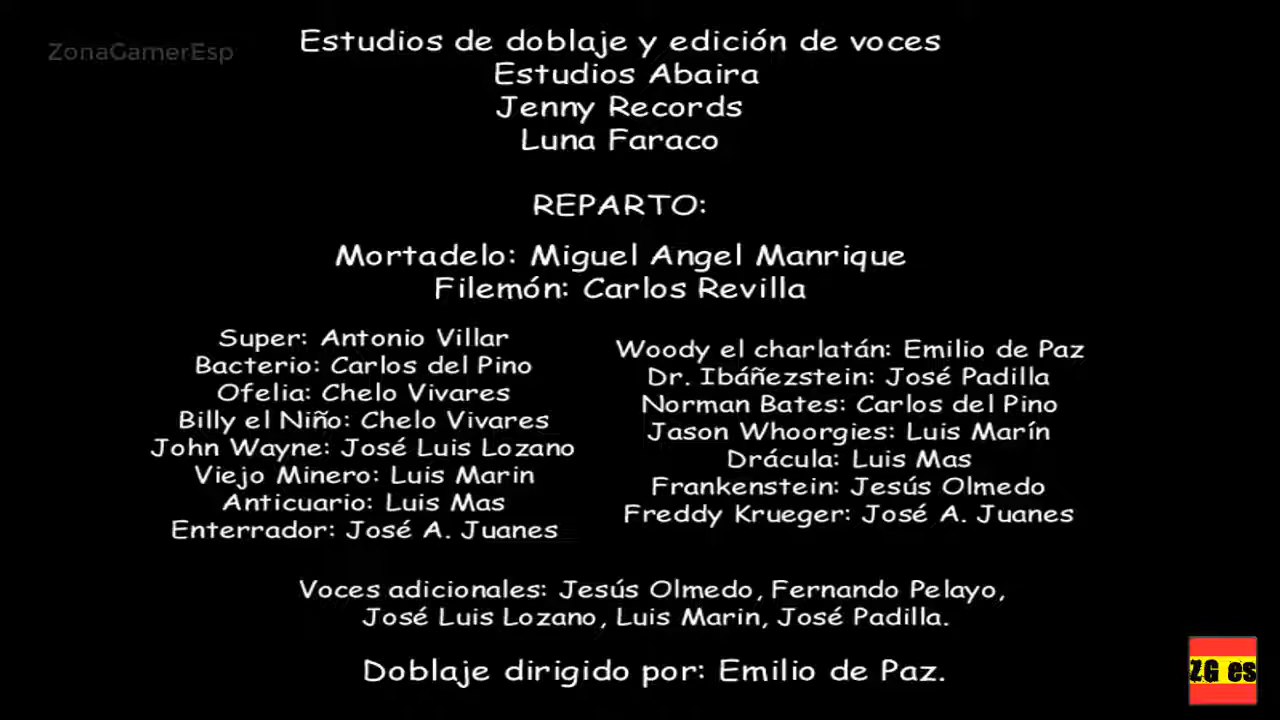 ZonaGamerEsp
Estudios de doblaje y edición de voces
Estudios Abaira
Jenny Records
Luna Faraco
REPARTO:
Mortadelo: Miguel Angel Manrique
Filemón: Carlos Revilla
Super: Antonio Villar
Bacterio: Carlos del Pino
Ofelia: Chelo Vivares
Billy el Niño: Chelo Vivares
John Wayne: José Luis Lozano
Viejo Minero: Luis Marin
Anticuario: Luis Mas
Enterrador: José A. Juanes
Woody el charlatán: Emilio de Paz
Dr. Ibáñezstein: José Padilla
Norman Bates: Carlos del Pino
Jason Whoorgies: Luis Marín
Drácula: Luis Mas
Frankenstein: Jesús Olmedo
Freddy Krueger: José A. Juanes
Voces adicionales: Jesús Olmedo, Fernando Pelayo,
José Luis Lozano, Luis Marin, José Padilla.
Doblaje dirigido por: Emilio de Paz.
ZG es